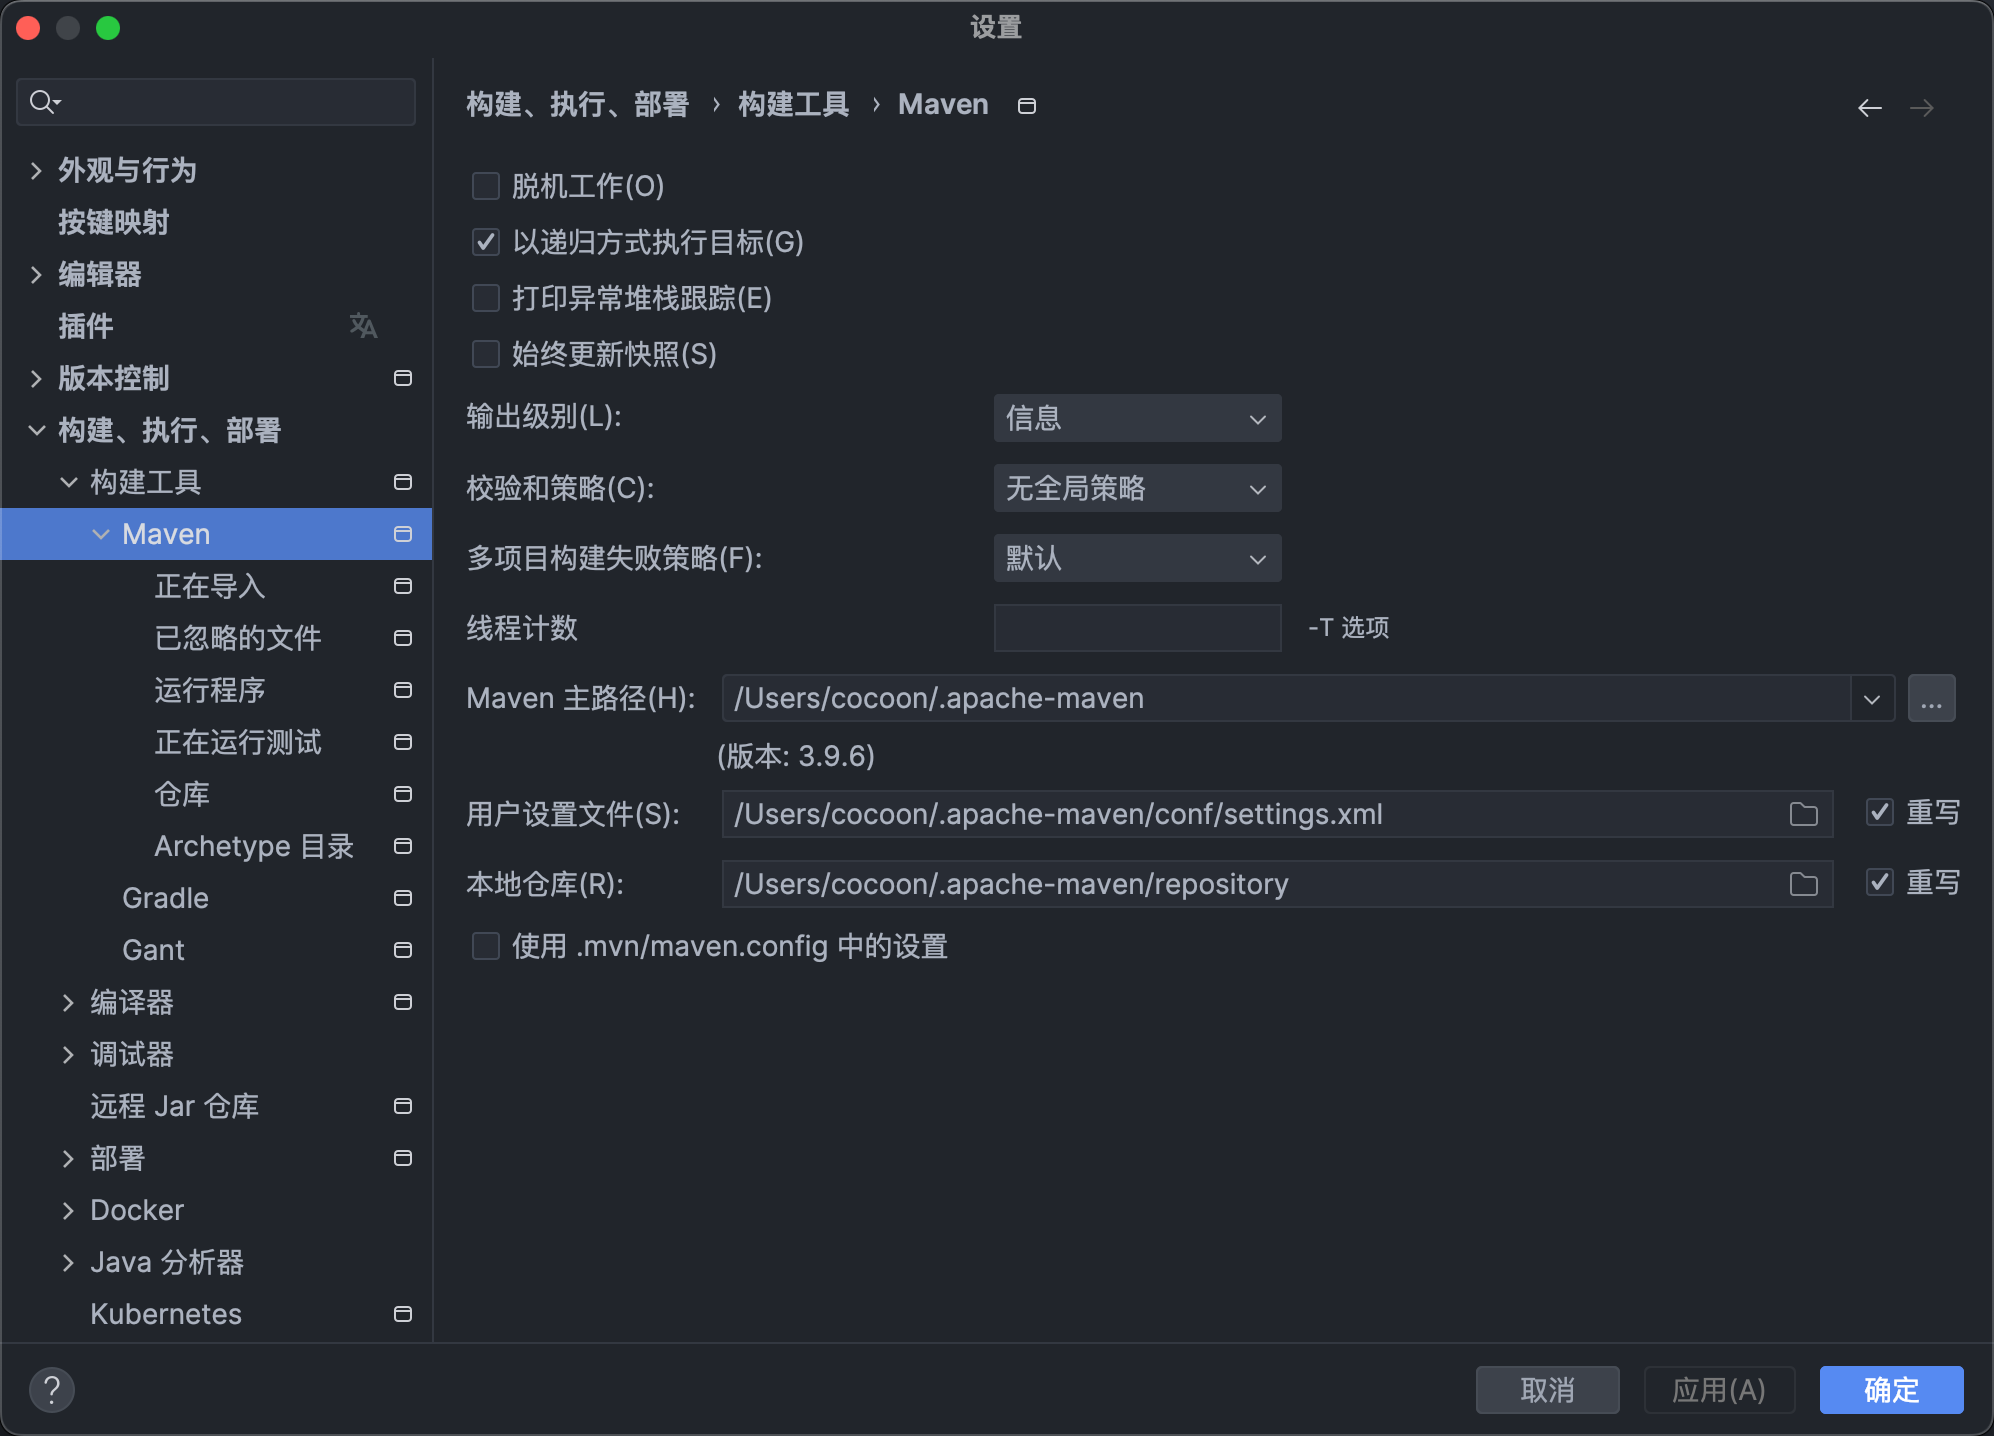 设置
外观与行为
按键映射
编辑器
插件
版本控制
构建、执行、部署
构建工具
Maven
正在导入
已忽略的文件
运行程序
正在运行测试
仓库
Archetype 目录
Gradle
Gant
编译器
调试器
远程 Jar 仓库
部署
Docker
Java 分析器
Kubernetes
构建、执行、部署 › 构建工具 › Maven
脱机工作(O)
以递归方式执行目标(G)
打印异常堆栈跟踪(E)
始终更新快照(S)
输出级别(L): 信息
校验和策略(C): 无全局策略
多项目构建失败策略(F): 默认
线程计数 -T 选项
Maven 主路径(H): /Users/cocoon/.apache-maven ...
(版本: 3.9.6)
用户设置文件(S): /Users/cocoon/.apache-maven/conf/settings.xml 重写
本地仓库(R): /Users/cocoon/.apache-maven/repository 重写
使用 .mvn/maven.config 中的设置
? 取消 应用(A) 确定